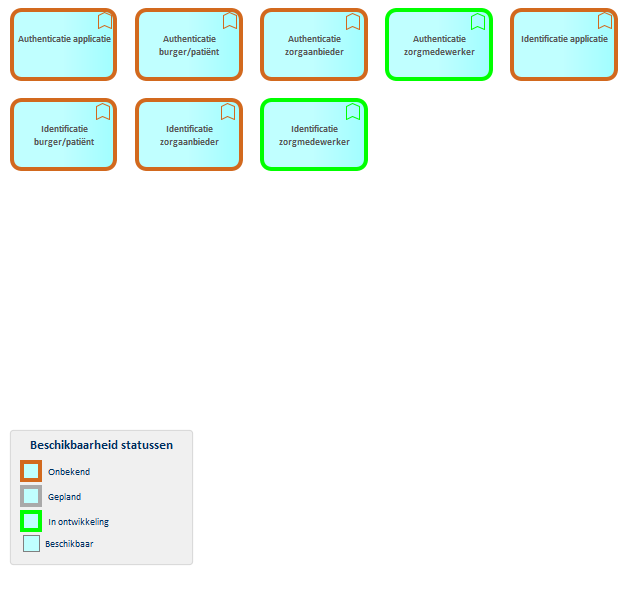 Authenticatie applicatie
Authenticatie
burger/patiënt
Authenticatie
zorgaanbieder
Authenticatie
zorgmedewerker
Identificatie applicatie
Identificatie
burger/patiënt
Identificatie
zorgaanbieder
Identificatie
zorgmedewerker
Beschikbaarheid statussen
Onbekend
Gepland
In ontwikkeling
Beschikbaar